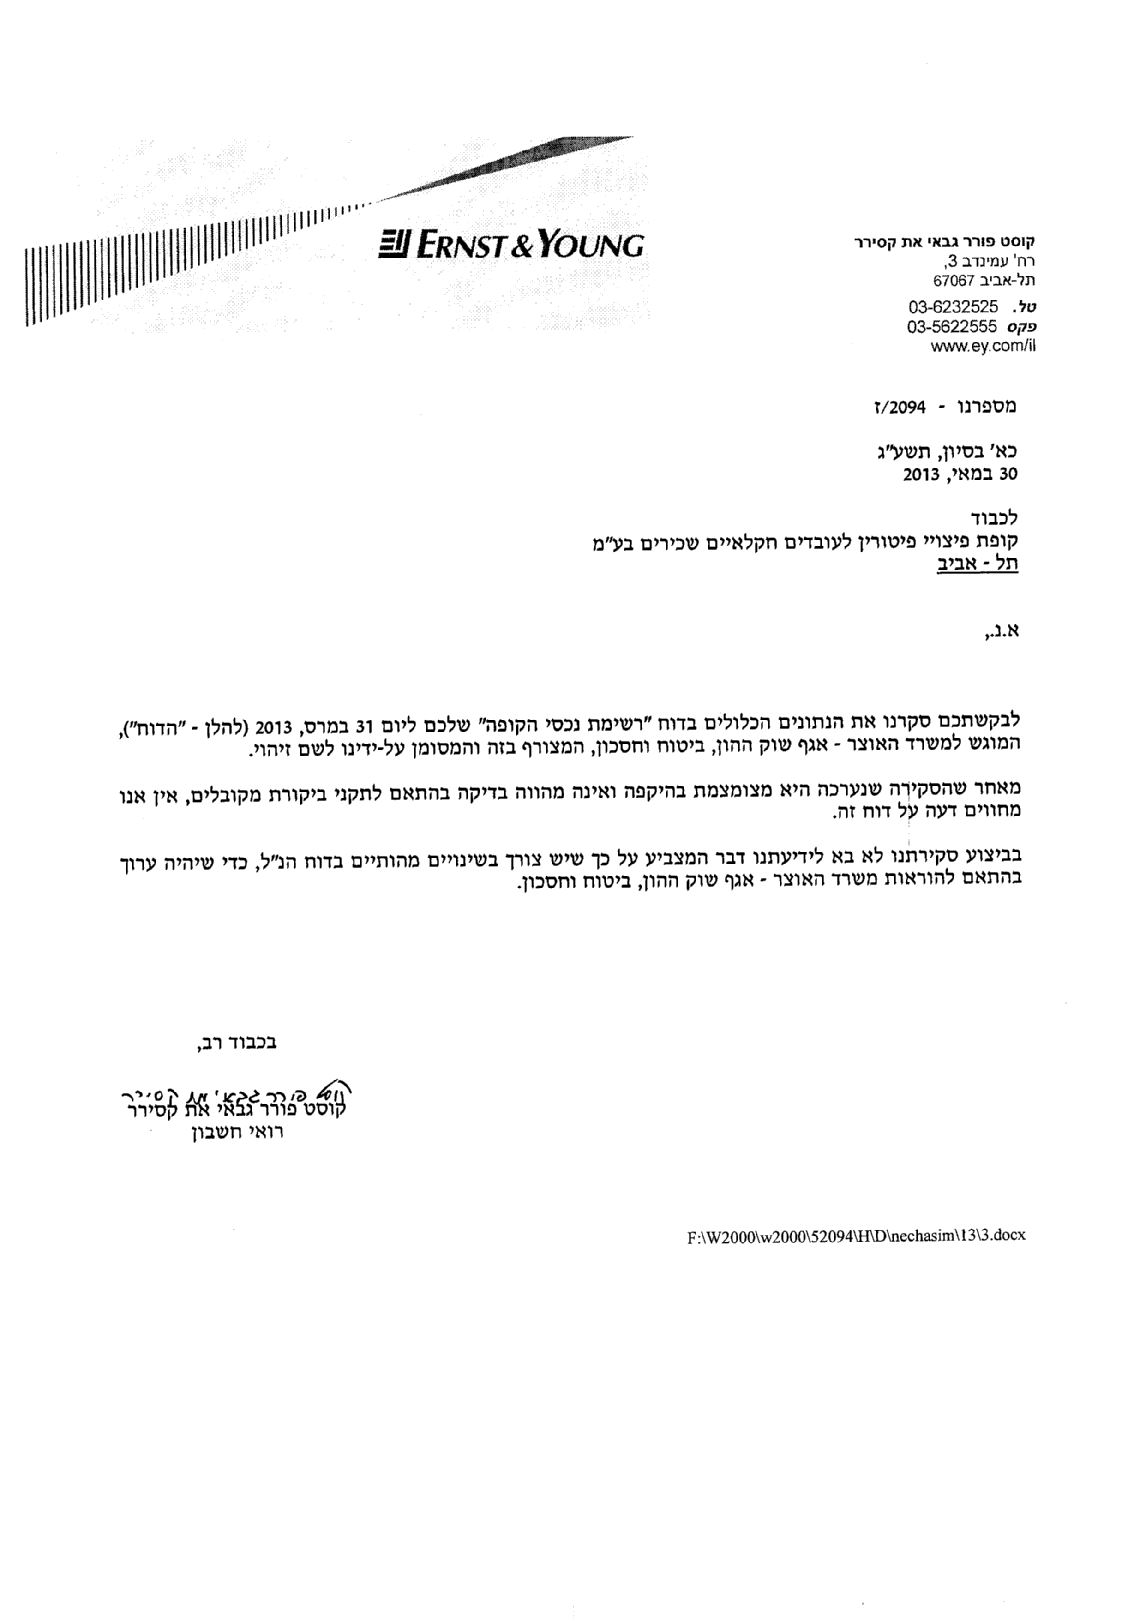 ERNST & YOUNG
קוסט פורר גבאי את קסירר
רח' עמינדב 3,
תל-אביב 67067
טל. 03-6232525
פקס 03-5622555
www.ey.com/il
מספרנו - 2094/ז
כא' בסיון, תשע"ג
30 במאי, 2013
לכבוד
קופת פיצויי פיטורין לעובדים חקלאיים שכירים בע"מ
תל - אביב
א.נ.,
לבקשתכם סקרנו את הנתונים הכלולים בדוח "רשימת נכסי הקופה" שלכם ליום 31 במרס, 2013 (להלן - "הדוח"),
המוגש למשרד האוצר - אגף שוק ההון, ביטוח וחסכון, המצורף בזה והמסומן על-ידינו לשם זיהוי.
מאחר שהסקירה שנערכה היא מצומצמת בהיקפה ואינה מהווה בדיקה בהתאם לתקני ביקורת מקובלים, אין אנו
מחווים דעה על דוח זה.
בביצוע סקירתנו לא בא לידיעתנו דבר המצביע על כך שיש צורך בשינויים מהותיים בדוח הנ"ל, כדי שיהיה ערוך
בהתאם להוראות משרד האוצר - אגף שוק ההון, ביטוח וחסכון.
בכבוד רב,
קוסט פורר גבאי את קסירר
קוסט פורר גבאי את קסירר
רואי חשבון
F:\W2000\w2000\52094\H\D\nechasim\13\3.docx